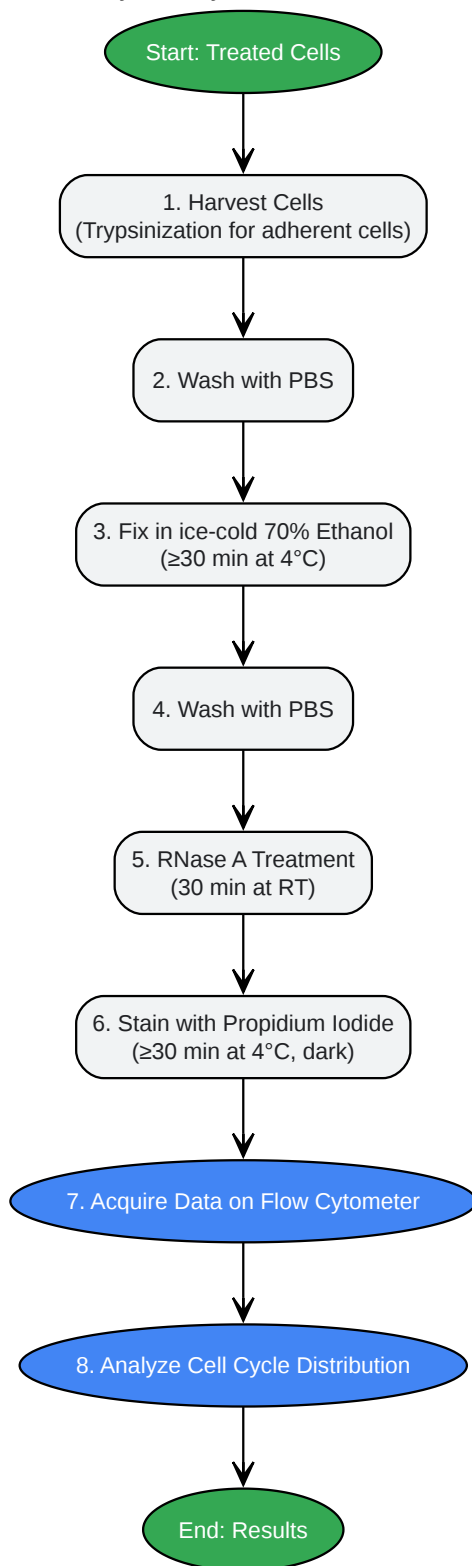 Start: Treated Cells
1. Harvest Cells
(Trypsinization for adherent cells)
2. Wash with PBS
3. Fix in ice-cold 70% Ethanol
(≥30 min at 4°C)
4. Wash with PBS
5. RNase A Treatment
(30 min at RT)
6. Stain with Propidium Iodide
(≥30 min at 4°C, dark)
7. Acquire Data on Flow Cytometer
8. Analyze Cell Cycle Distribution
End: Results